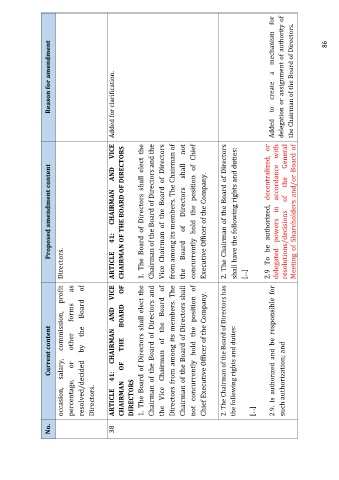 No.
Current content
Proposed amendment content
Reason for amendment
occasion, salary, commission, profit
percentage, or other forms as
resolved/decided by the Board of
Directors.
Directors.
38
ARTICLE 41: CHAIRMAN AND VICE
CHAIRMAN OF THE BOARD OF
DIRECTORS
1. The Board of Directors shall elect the
Chairman of the Board of Directors and
the Vice Chairman of the Board of
Directors from among its members. The
Chairman of the Board of Directors shall
not concurrently hold the position of
Chief Executive Officer of the Company.
ARTICLE 41: CHAIRMAN AND VICE
CHAIRMAN OF THE BOARD OF DIRECTORS
1. The Board of Directors shall elect the
Chairman of the Board of Directors and the
Vice Chairman of the Board of Directors
from among its members. The Chairman of
the Board of Directors shall not
concurrently hold the position of Chief
Executive Officer of the Company.
Added for clarification.
2. The Chairman of the Board of Directors has
the following rights and duties:
[...]
2.9. Is authorized and be responsible for
such authorization; and
2. The Chairman of the Board of Directors
shall have the following rights and duties:
[...]
2.9 To be authorized, decentralized, or
delegated powers in accordance with
resolutions/decisions of the General
Meeting of Shareholders and/or Board of
Added to create a mechanism for
delegation or assignment of authority of
the Chairman of the Board of Directors.
86